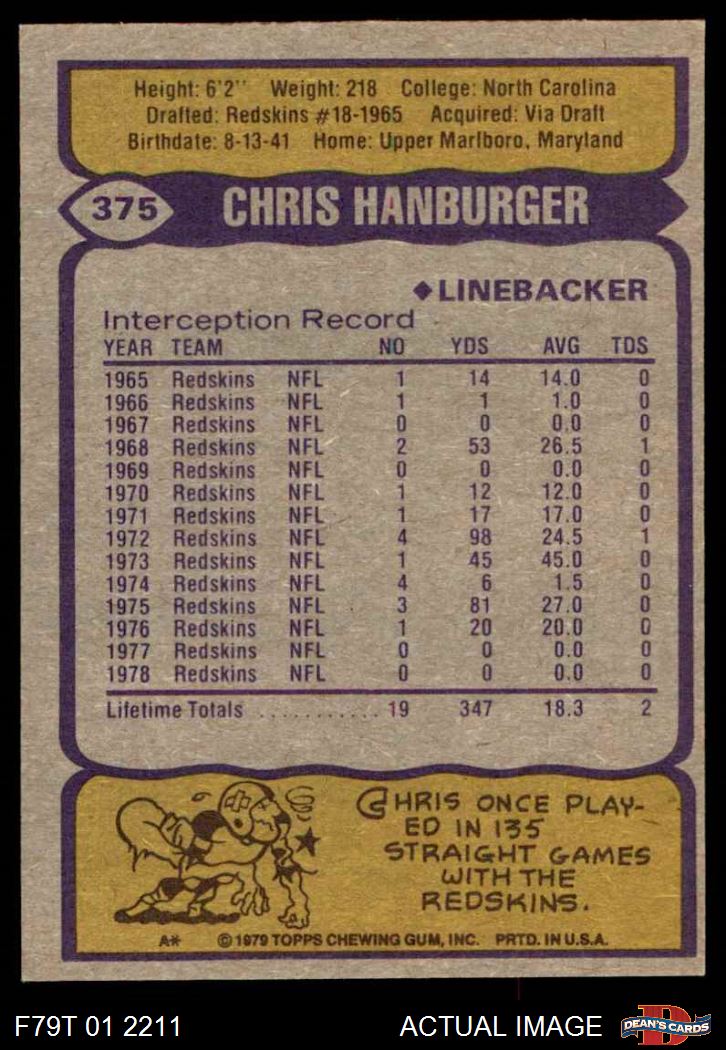 Height: 6'2" Weight: 218 College: North Carolina
Drafted: Redskins #18-1965 Acquired: Via Draft
Birthdate: 8-13-41 Home: Upper Marlboro, Maryland
375 CHRIS HANBURGER
◆LINEBACKER
Interception Record
YEAR TEAM NO YDS AVG TDS
1965 Redskins NFL 1 14 14.0 0
1966 Redskins NFL 1 1 1.0 0
1967 Redskins NFL 0 0 0.0 0
1968 Redskins NFL 2 53 26.5 1
1969 Redskins NFL 0 0 0.0 0
1970 Redskins NFL 1 12 12.0 0
1971 Redskins NFL 1 17 17.0 0
1972 Redskins NFL 4 98 24.5 1
1973 Redskins NFL 1 45 45.0 0
1974 Redskins NFL 4 6 1.5 0
1975 Redskins NFL 3 81 27.0 0
1976 Redskins NFL 1 20 20.0 0
1977 Redskins NFL 0 0 0.0 0
1978 Redskins NFL 0 0 0.0 0
Lifetime Totals ........... 19 347 18.3 2
CHRIS ONCE PLAY-
ED IN 135
STRAIGHT GAMES
WITH THE
REDSKINS.
A* © 1979 TOPPS CHEWING GUM, INC. PRTD. IN U.S.A.
F79T 01 2211 ACTUAL IMAGE D DEAN'S CARDS